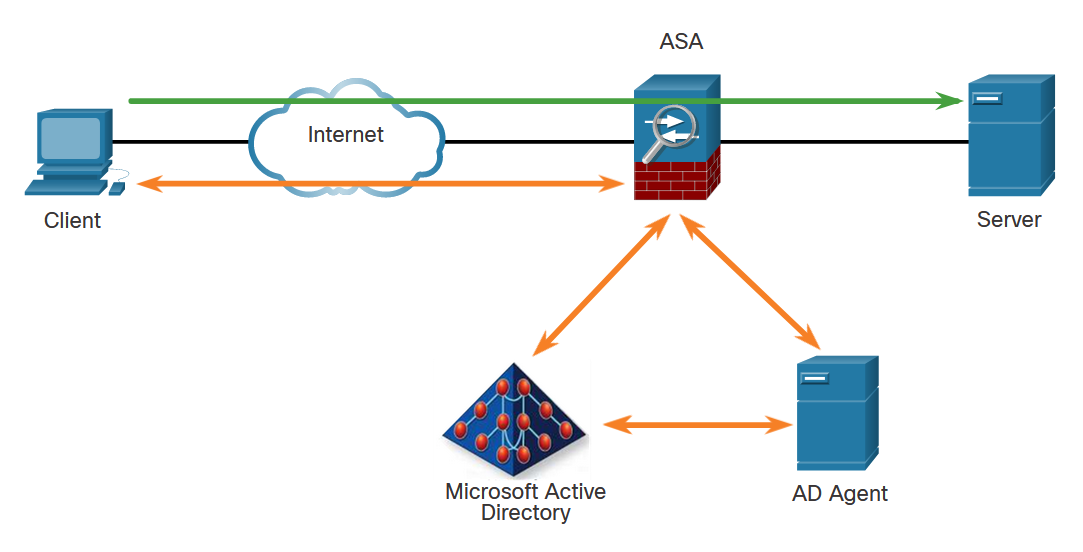 ASA
Internet
Client
Server
Microsoft Active
Directory
AD Agent